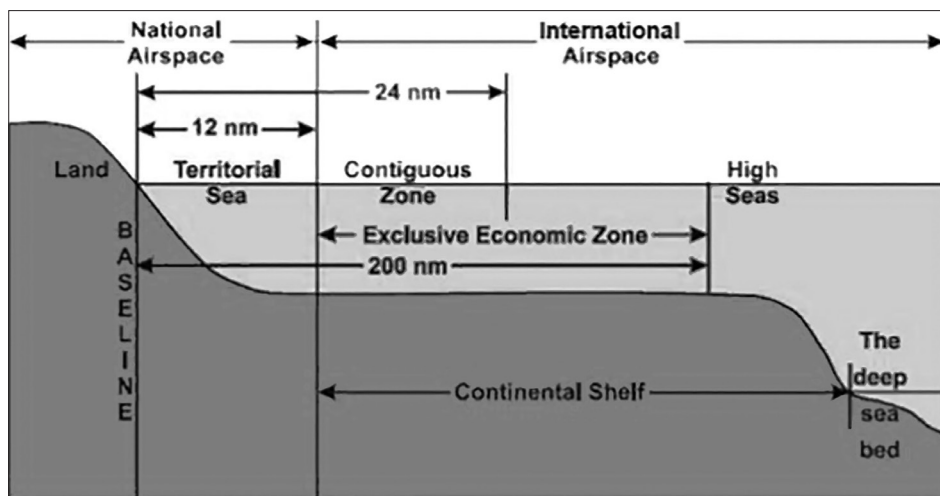 National
Airspace
International
Airspace
24 nm
12 nm
Land
Territorial
Sea
Contiguous
Zone
High
Seas
Exclusive Economic Zone
200 nm
BASELINE
Continental Shelf
The
deep
sea
bed